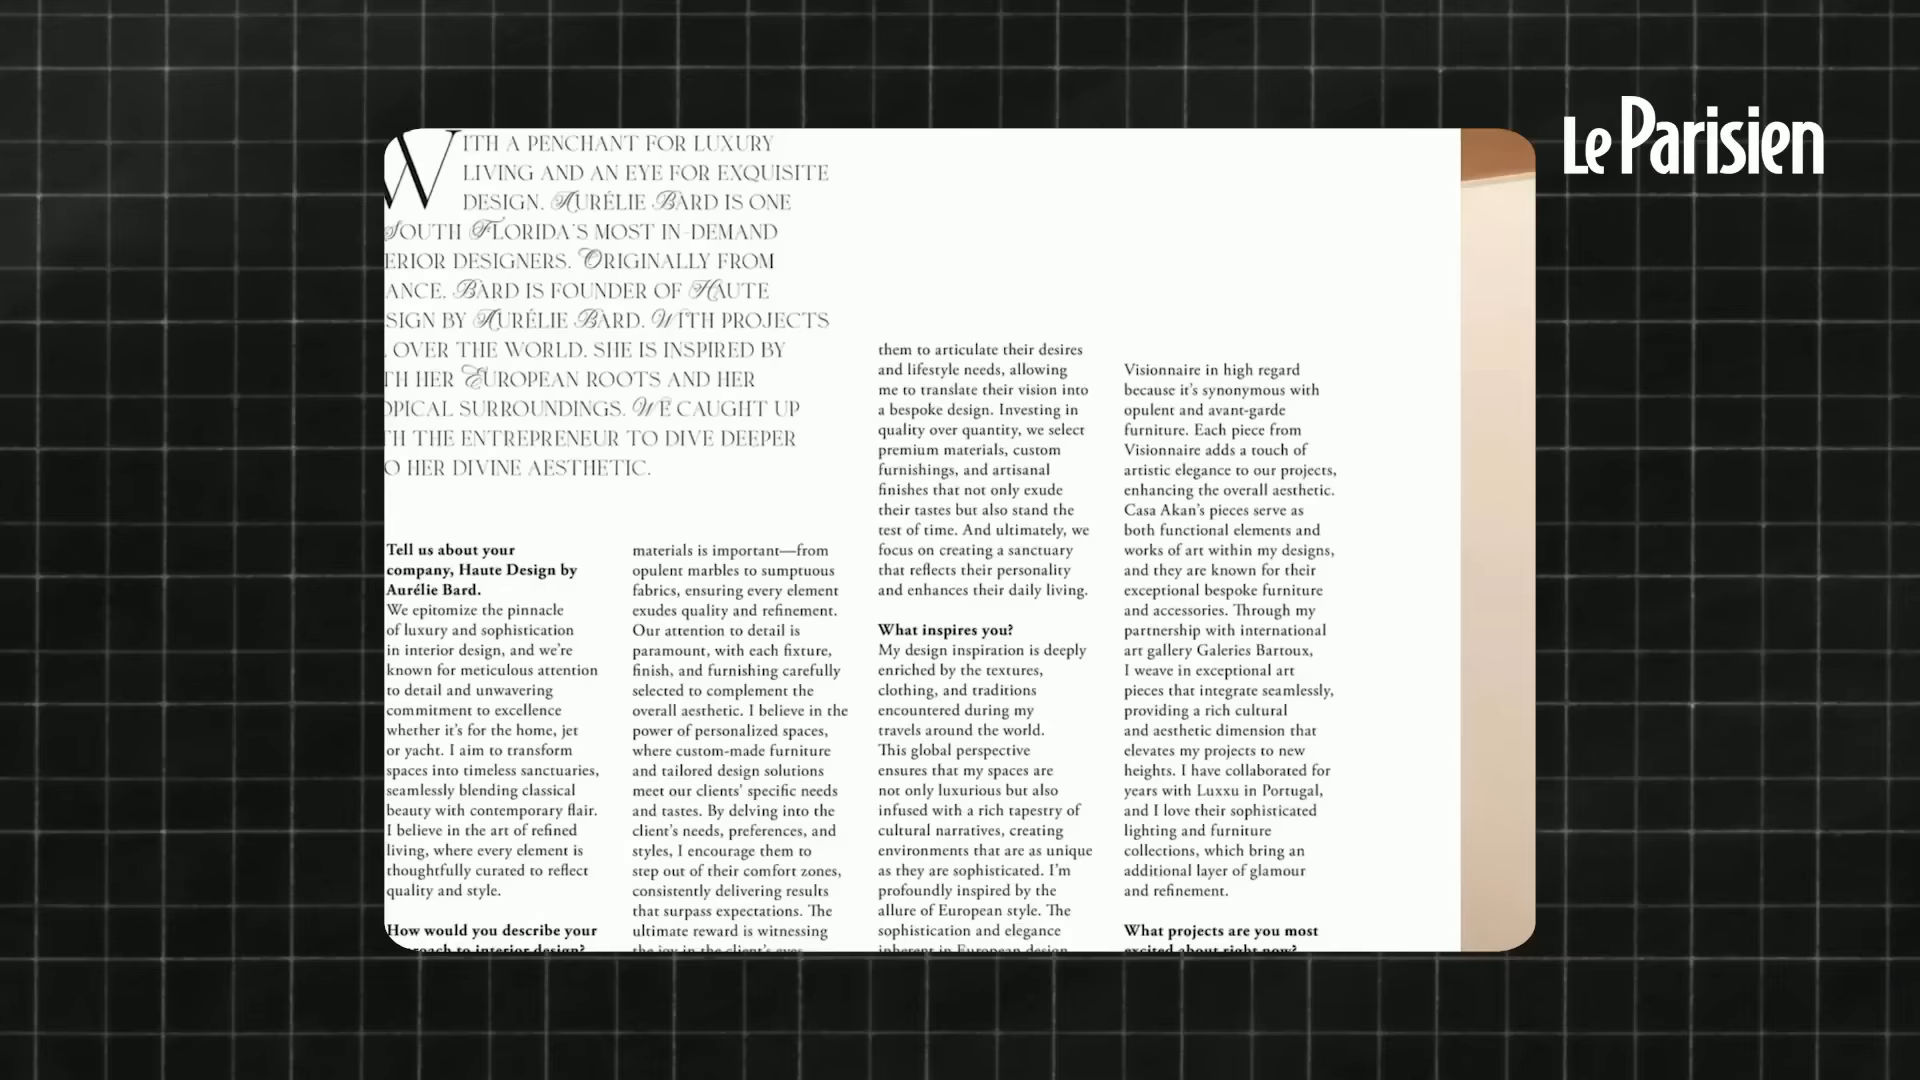 Le Parisien
WITH A PENCHANT FOR LUXURY
LIVING AND AN EYE FOR EXQUISITE
DESIGN. AURÉLIE BARD IS ONE
SOUTH FLORIDA'S MOST IN-DEMAND
ERIOR DESIGNERS. ORIGINALLY FROM
ANCE. BARD IS FOUNDER OF HAUTE
SIGN BY AURÉLIE BARD. WITH PROJECTS
OVER THE WORLD. SHE IS INSPIRED BY
TH HER EUROPEAN ROOTS AND HER
OPICAL SURROUNDINGS. WE CAUGHT UP
TH THE ENTREPRENEUR TO DIVE DEEPER
O HER DIVINE AESTHETIC.
Tell us about your
company, Haute Design by
Aurélie Bard.
We epitomize the pinnacle
of luxury and sophistication
in interior design, and we're
known for meticulous attention
to detail and unwavering
commitment to excellence
whether it's for the home, jet
or yacht. I aim to transform
spaces into timeless sanctuaries,
seamlessly blending classical
beauty with contemporary flair.
I believe in the art of refined
living, where every element is
thoughtfully curated to reflect
quality and style.
How would you describe your
approach to interior design?
materials is important—from
opulent marbles to sumptuous
fabrics, ensuring every element
exudes quality and refinement.
Our attention to detail is
paramount, with each fixture,
finish, and furnishing carefully
selected to complement the
overall aesthetic. I believe in the
power of personalized spaces,
where custom-made furniture
and tailored design solutions
meet our clients' specific needs
and tastes. By delving into the
client's needs, preferences, and
styles, I encourage them to
step out of their comfort zones,
consistently delivering results
that surpass expectations. The
ultimate reward is witnessing
the joy in the client's eyes
them to articulate their desires
and lifestyle needs, allowing
me to translate their vision into
a bespoke design. Investing in
quality over quantity, we select
premium materials, custom
furnishings, and artisanal
finishes that not only exude
their tastes but also stand the
test of time. And ultimately, we
focus on creating a sanctuary
that reflects their personality
and enhances their daily living.
What inspires you?
My design inspiration is deeply
enriched by the textures,
clothing, and traditions
encountered during my
travels around the world.
This global perspective
ensures that my spaces are
not only luxurious but also
infused with a rich tapestry of
cultural narratives, creating
environments that are as unique
as they are sophisticated. I'm
profoundly inspired by the
allure of European style. The
sophistication and elegance
inherent in European design
Visionnaire in high regard
because it's synonymous with
opulent and avant-garde
furniture. Each piece from
Visionnaire adds a touch of
artistic elegance to our projects,
enhancing the overall aesthetic.
Casa Akan's pieces serve as
both functional elements and
works of art within my designs,
and they are known for their
exceptional bespoke furniture
and accessories. Through my
partnership with international
art gallery Galeries Bartoux,
I weave in exceptional art
pieces that integrate seamlessly,
providing a rich cultural
and aesthetic dimension that
elevates my projects to new
heights. I have collaborated for
years with Luxxu in Portugal,
and I love their sophisticated
lighting and furniture
collections, which bring an
additional layer of glamour
and refinement.
What projects are you most
excited about right now?